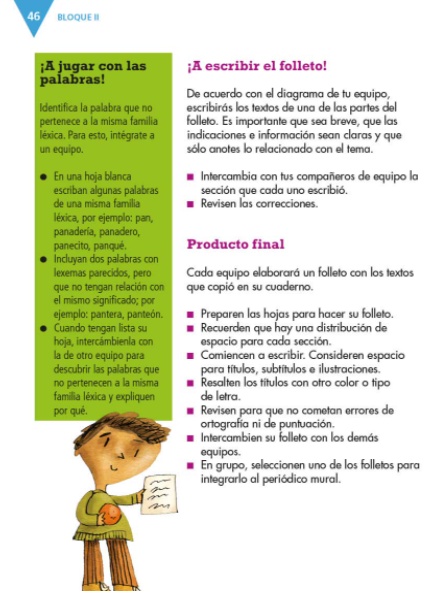 46
BLOQUE II
¡A jugar con las
palabras!
Identifica la palabra que no
pertenece a la misma familia
léxica. Para esto, intégrate a
un equipo.
● En una hoja blanca
escriban algunas palabras
de una misma familia
léxica, por ejemplo: pan,
panadería, panadero,
panecito, panqué.
● Incluyan dos palabras con
lexemas parecidos, pero
que no tengan relación con
el mismo significado; por
ejemplo: pantera, panteón.
● Cuando tengan lista su
hoja, intercámbienla con
la de otro equipo para
descubrir las palabras que
no pertenecen a la misma
familia léxica y expliquen
por qué.
¡A escribir el folleto!
De acuerdo con el diagrama de tu equipo,
escribirás los textos de una de las partes del
folleto. Es importante que sea breve, que las
indicaciones e información sean claras y que
sólo anotes lo relacionado con el tema.
■ Intercambia con tus compañeros de equipo la
sección que cada uno escribió.
■ Revisen las correcciones.
Producto final
Cada equipo elaborará un folleto con los textos
que copió en su cuaderno.
■ Preparen las hojas para hacer su folleto.
■ Recuerden que hay una distribución de
espacio para cada sección.
■ Comiencen a escribir. Consideren espacio
para títulos, subtítulos e ilustraciones.
■ Resalten los títulos con otro color o tipo
de letra.
■ Revisen para que no cometan errores de
ortografía ni de puntuación.
■ Intercambien su folleto con los demás
equipos.
■ En grupo, seleccionen uno de los folletos para
integrarlo al periódico mural.